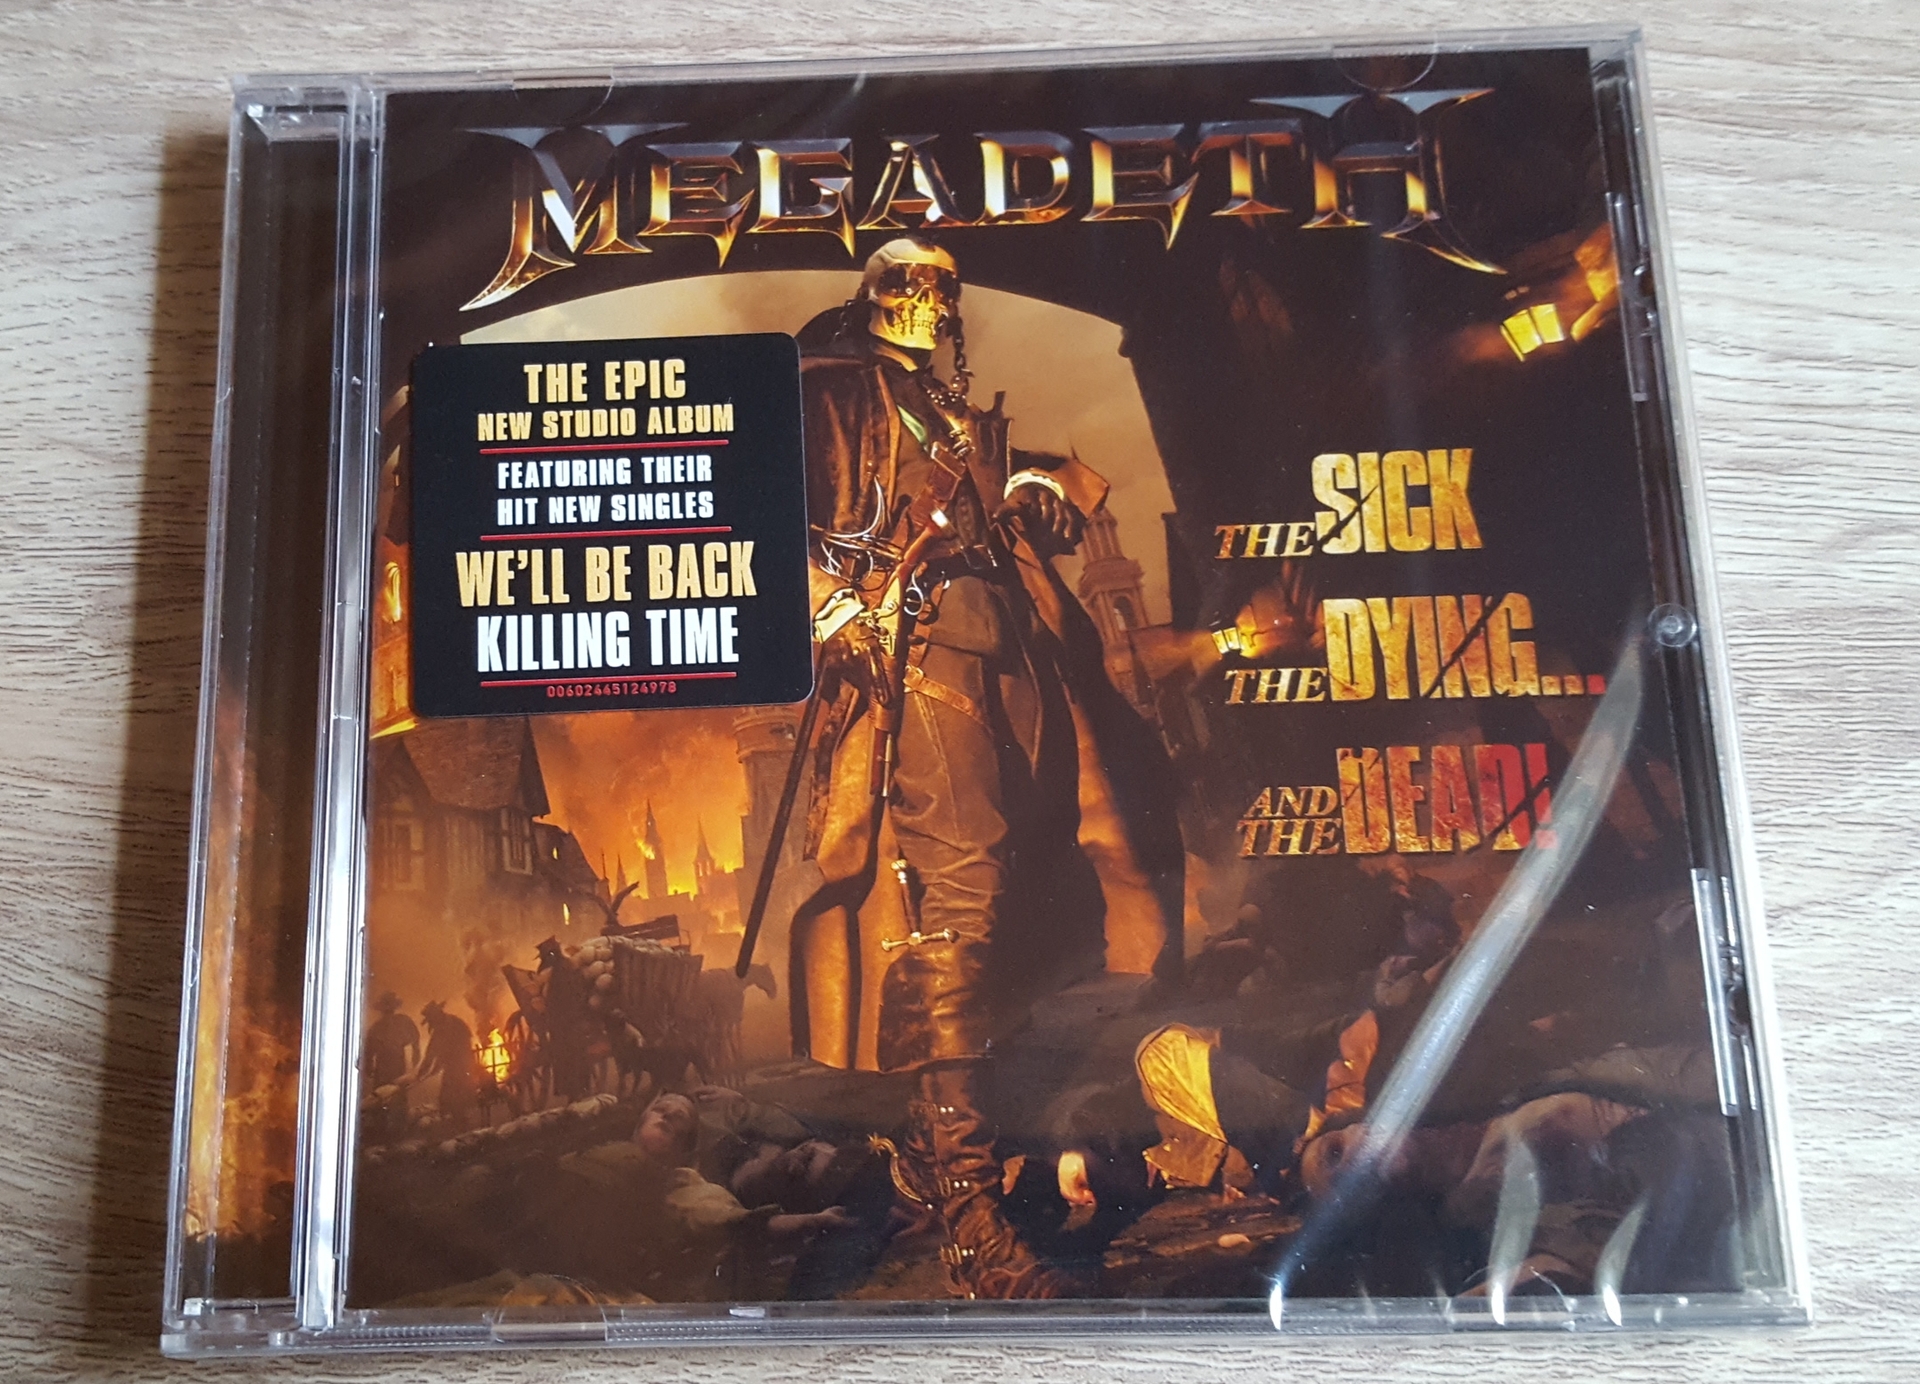 MEGADETH
THE EPIC
NEW STUDIO ALBUM
FEATURING THEIR
HIT NEW SINGLES
WE'LL BE BACK
KILLING TIME
00602445124978
THE SICK
THE DYING...
AND
THE DEAD!